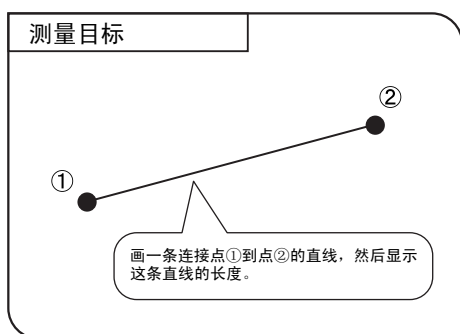 测量目标
②
①
画一条连接点①到点②的直线，然后显示
这条直线的长度。